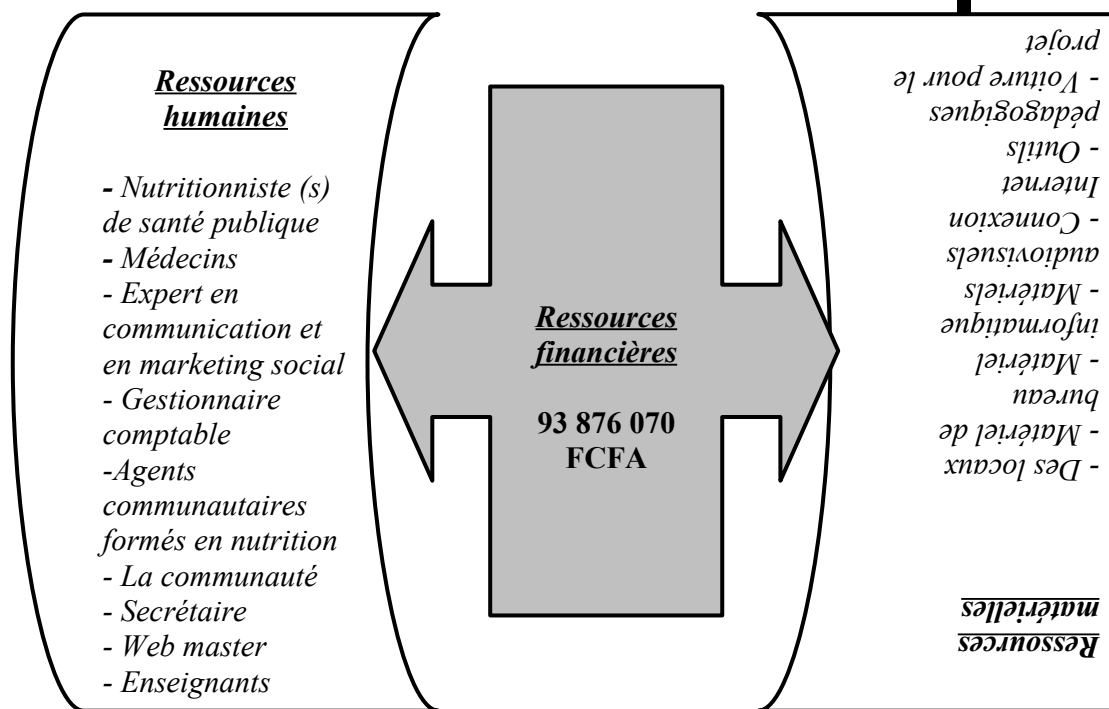 Ressources
humaines
- Nutritionniste (s)
de santé publique
- Médecins
- Expert en
communication et
en marketing social
- Gestionnaire
comptable
-Agents
communautaires
formés en nutrition
- La communauté
- Secrétaire
- Web master
- Enseignants
Ressources
financières
93 876 070
FCFA
Ressources
matérielles
- Des locaux
- Matériel de
bureau
- Matériel
informatique
- Matériels
audiovisuels
- Connexion
Internet
- Outils
pédagogiques
- Voiture pour le
projet